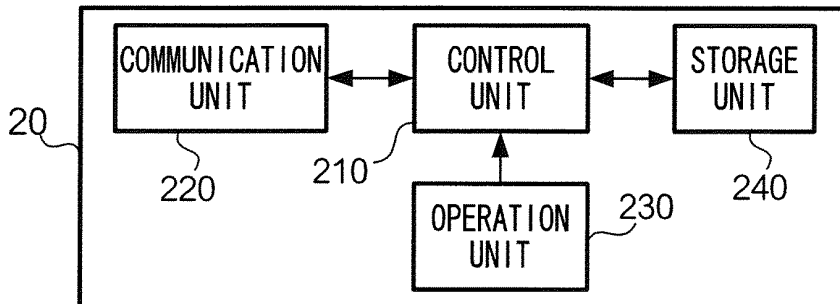 COMMUNICATION
UNIT
CONTROL
UNIT
STORAGE
UNIT
20
220
210
240
OPERATION
UNIT
230